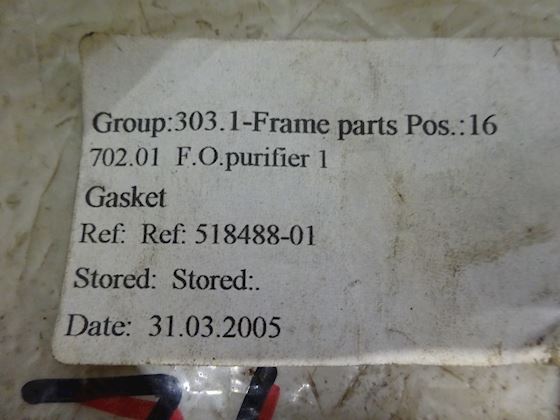 Group:303.1-Frame parts Pos.:16
702.01 F.O.purifier 1
Gasket
Ref: Ref: 518488-01
Stored: Stored:.
Date: 31.03.2005